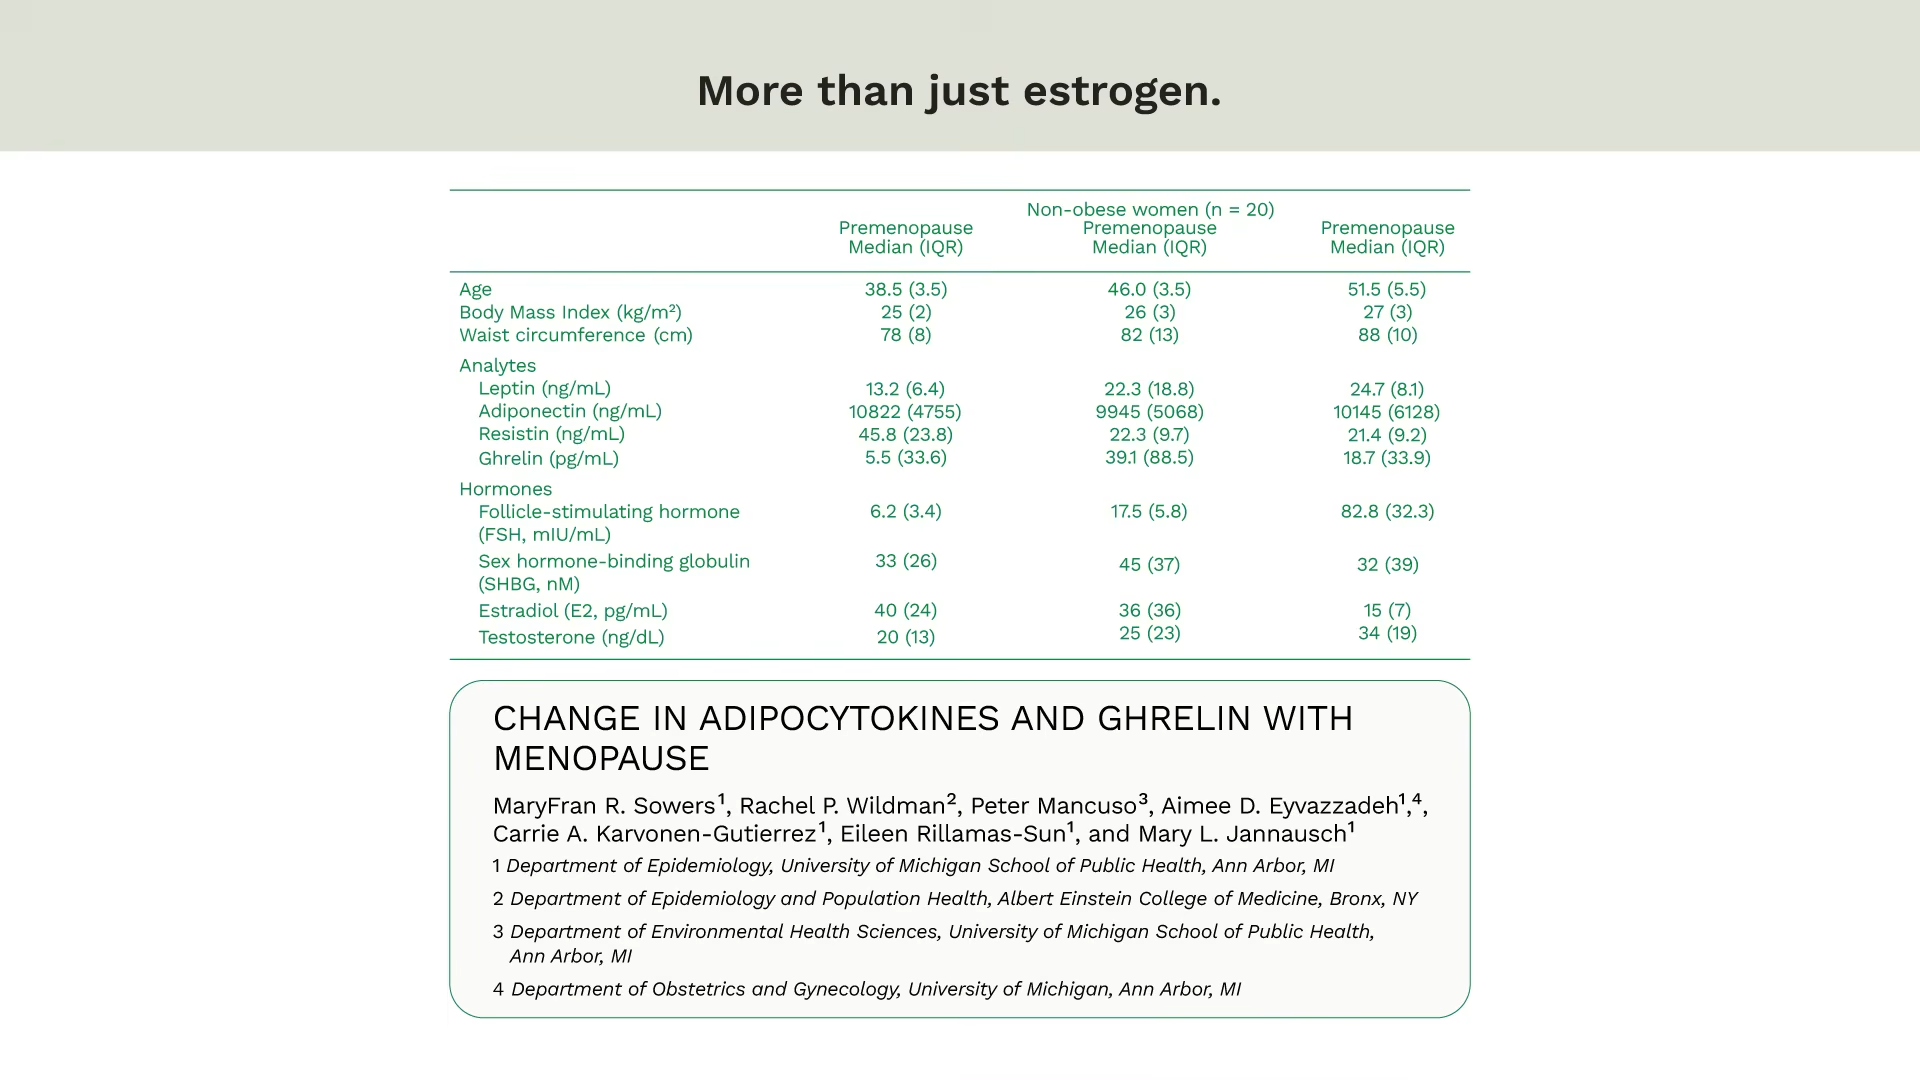 More than just estrogen.
Non-obese women (n = 20)
Premenopause Premenopause Premenopause
Median (IQR) Median (IQR) Median (IQR)
Age 38.5 (3.5) 46.0 (3.5) 51.5 (5.5)
Body Mass Index (kg/m²) 25 (2) 26 (3) 27 (3)
Waist circumference (cm) 78 (8) 82 (13) 88 (10)
Analytes
Leptin (ng/mL) 13.2 (6.4) 22.3 (18.8) 24.7 (8.1)
Adiponectin (ng/mL) 10822 (4755) 9945 (5068) 10145 (6128)
Resistin (ng/mL) 45.8 (23.8) 22.3 (9.7) 21.4 (9.2)
Ghrelin (pg/mL) 5.5 (33.6) 39.1 (88.5) 18.7 (33.9)
Hormones
Follicle-stimulating hormone 6.2 (3.4) 17.5 (5.8) 82.8 (32.3)
(FSH, mIU/mL)
Sex hormone-binding globulin 33 (26) 45 (37) 32 (39)
(SHBG, nM)
Estradiol (E2, pg/mL) 40 (24) 36 (36) 15 (7)
Testosterone (ng/dL) 20 (13) 25 (23) 34 (19)
CHANGE IN ADIPOCYTOKINES AND GHRELIN WITH
MENOPAUSE
MaryFran R. Sowers¹, Rachel P. Wildman², Peter Mancuso³, Aimee D. Eyvazzadeh¹,⁴,
Carrie A. Karvonen-Gutierrez¹, Eileen Rillamas-Sun¹, and Mary L. Jannausch¹
1 Department of Epidemiology, University of Michigan School of Public Health, Ann Arbor, MI
2 Department of Epidemiology and Population Health, Albert Einstein College of Medicine, Bronx, NY
3 Department of Environmental Health Sciences, University of Michigan School of Public Health,
Ann Arbor, MI
4 Department of Obstetrics and Gynecology, University of Michigan, Ann Arbor, MI